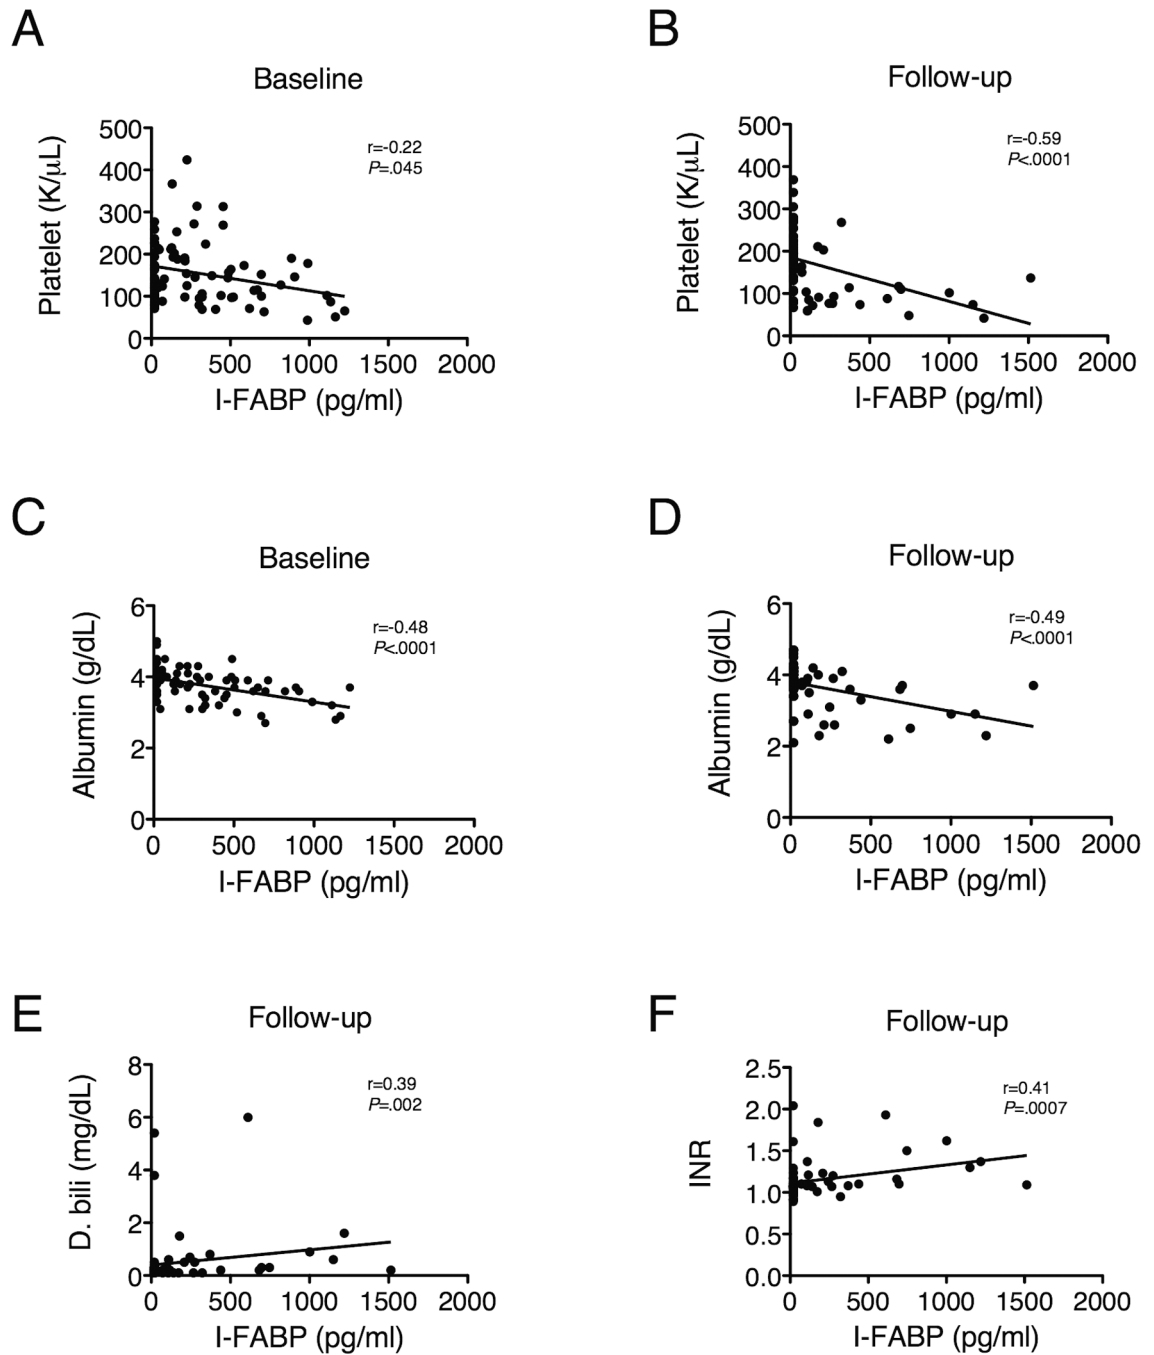 A
Baseline
Platelet (K/μL)
500
400
300
200
100
0
r=-0.22
P=.045
0 500 1000 1500 2000
I-FABP (pg/ml)
B
Follow-up
Platelet (K/μL)
500
400
300
200
100
0
r=-0.59
P<.0001
0 500 1000 1500 2000
I-FABP (pg/ml)
C
Baseline
Albumin (g/dL)
6
4
2
0
r=-0.48
P<.0001
0 500 1000 1500 2000
I-FABP (pg/ml)
D
Follow-up
Albumin (g/dL)
6
4
2
0
r=-0.49
P<.0001
0 500 1000 1500 2000
I-FABP (pg/ml)
E
Follow-up
D. bili (mg/dL)
8
6
4
2
0
r=0.39
P=.002
0 500 1000 1500 2000
I-FABP (pg/ml)
F
Follow-up
INR
2.5
2.0
1.5
1.0
0.5
0.0
r=0.41
P=.0007
0 500 1000 1500 2000
I-FABP (pg/ml)